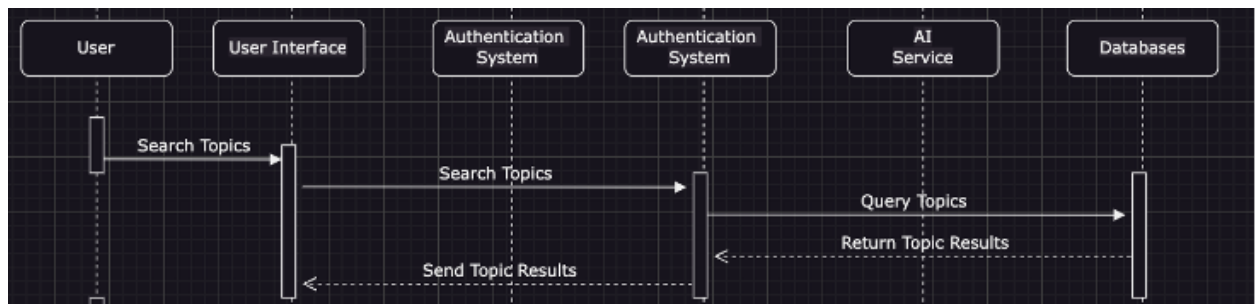 User
User Interface
Authentication
System
Authentication
System
AI
Service
Databases
Search Topics
Search Topics
Query Topics
Return Topic Results
Send Topic Results